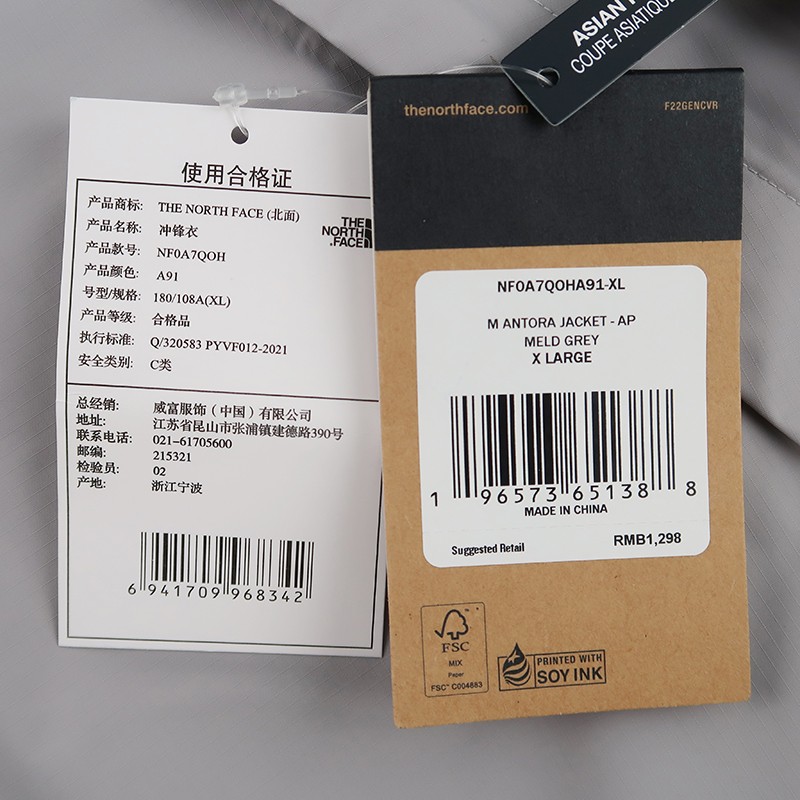 使用合格证
产品商标: THE NORTH FACE (北面)
产品名称: 冲锋衣
产品款号: NF0A7QOH
产品颜色: A91
号型/规格: 180/108A(XL)
产品等级: 合格品
执行标准: Q/320583 PYVF012-2021
安全类别: C类
THE
NORTH
FACE
总经销: 威富服饰（中国）有限公司
地址: 江苏省昆山市张浦镇建德路390号
联系电话: 021-61705600
邮编: 215321
检验员: 02
产地: 浙江宁波
6 941709 968342
ASIAN
COUPE ASIATIQUE
thenorthface.com
F22GENCVR
NF0A7QOHA91-XL
M ANTORA JACKET - AP
MELD GREY
X LARGE
1 96573 65138 8
MADE IN CHINA
Suggested Retail RMB1,298
FSC
MIX
Paper
FSC™ C004683
PRINTED WITH
SOY INK